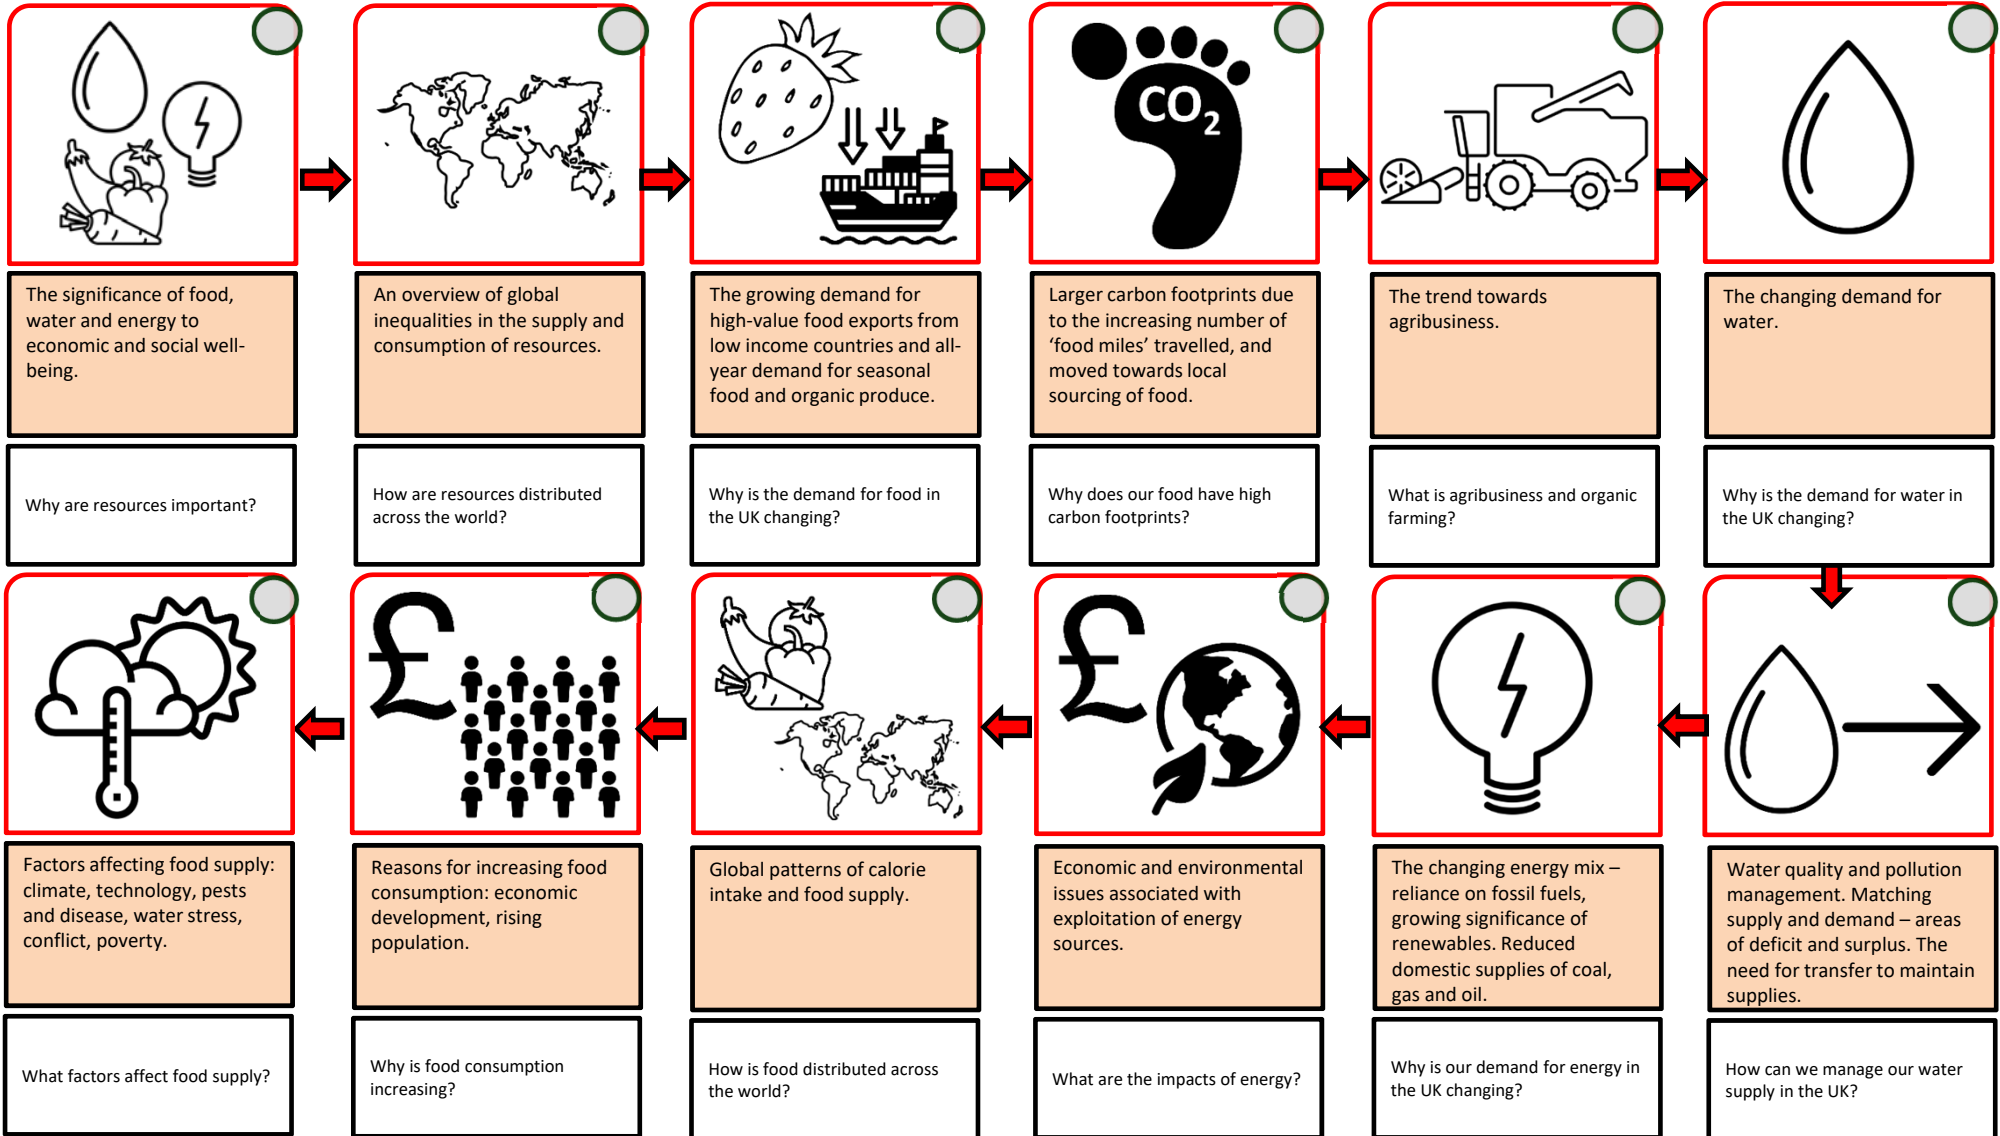 CO2
The significance of food,
water and energy to
economic and social well-
being.
An overview of global
inequalities in the supply and
consumption of resources.
The growing demand for
high-value food exports from
low income countries and all-
year demand for seasonal
food and organic produce.
Larger carbon footprints due
to the increasing number of
‘food miles’ travelled, and
moved towards local
sourcing of food.
The trend towards
agribusiness.
The changing demand for
water.
Why are resources important?
How are resources distributed
across the world?
Why is the demand for food in
the UK changing?
Why does our food have high
carbon footprints?
What is agribusiness and organic
farming?
Why is the demand for water in
the UK changing?
£
£
Factors affecting food supply:
climate, technology, pests
and disease, water stress,
conflict, poverty.
Reasons for increasing food
consumption: economic
development, rising
population.
Global patterns of calorie
intake and food supply.
Economic and environmental
issues associated with
exploitation of energy
sources.
The changing energy mix –
reliance on fossil fuels,
growing significance of
renewables. Reduced
domestic supplies of coal,
gas and oil.
Water quality and pollution
management. Matching
supply and demand – areas
of deficit and surplus. The
need for transfer to maintain
supplies.
What factors affect food supply?
Why is food consumption
increasing?
How is food distributed across
the world?
What are the impacts of energy?
Why is our demand for energy in
the UK changing?
How can we manage our water
supply in the UK?